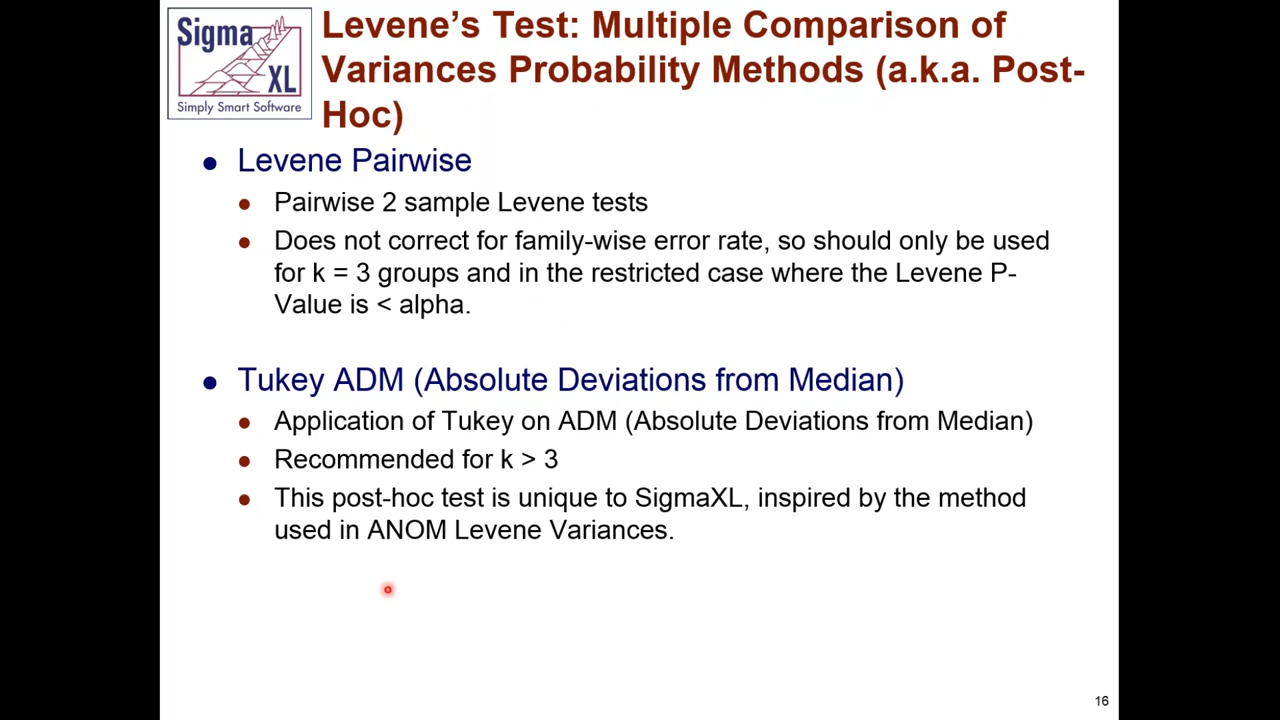 Sigma
XL
Simply Smart Software
Levene's Test: Multiple Comparison of
Variances Probability Methods (a.k.a. Post-
Hoc)
• Levene Pairwise
• Pairwise 2 sample Levene tests
• Does not correct for family-wise error rate, so should only be used
for k = 3 groups and in the restricted case where the Levene P-
Value is < alpha.
• Tukey ADM (Absolute Deviations from Median)
• Application of Tukey on ADM (Absolute Deviations from Median)
• Recommended for k > 3
• This post-hoc test is unique to SigmaXL, inspired by the method
used in ANOM Levene Variances.
16